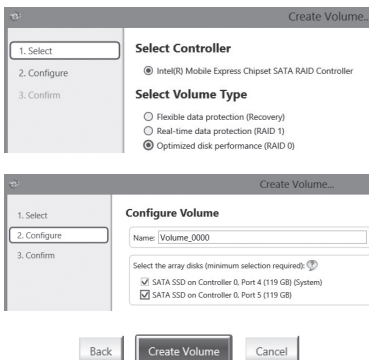 Create Volume...
1. Select
2. Configure
3. Confirm
Select Controller
Intel(R) Mobile Express Chipset SATA RAID Controller
Select Volume Type
Flexible data protection (Recovery)
Real-time data protection (RAID 1)
Optimized disk performance (RAID 0)
Create Volume...
1. Select
2. Configure
3. Confirm
Configure Volume
Name: Volume_0000
Select the array disks (minimum selection required):
SATA SSD on Controller 0, Port 4 (119 GB) (System)
SATA SSD on Controller 0, Port 5 (119 GB)
Back
Create Volume
Cancel